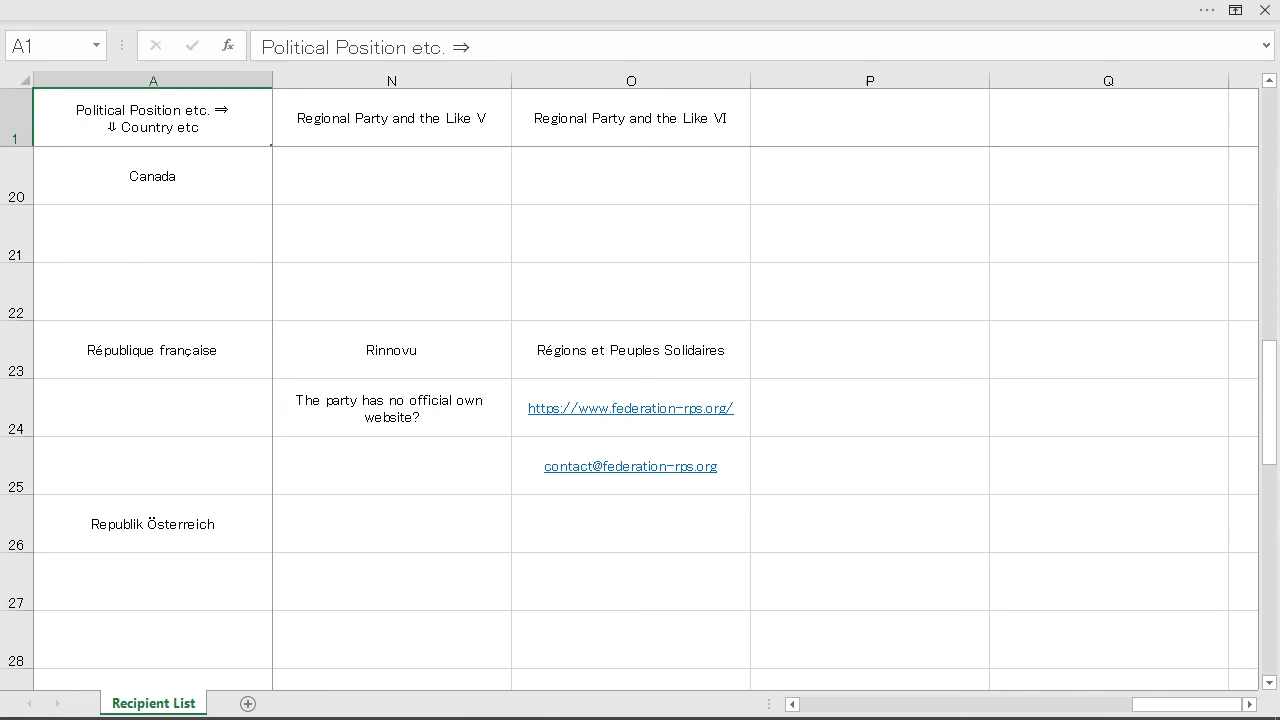 A1
fx
Political Position etc. ⇒
A N O P Q
1
Political Position etc. ⇒
⇓ Country etc
Regional Party and the Like V
Regional Party and the Like VI
20
Canada
21
22
23
République française
Rinnovu
Régions et Peuples Solidaires
24
The party has no official own
website?
https://www.federation-rps.org/
25
contact@federation-rps.org
26
Republik Österreich
27
28
Recipient List